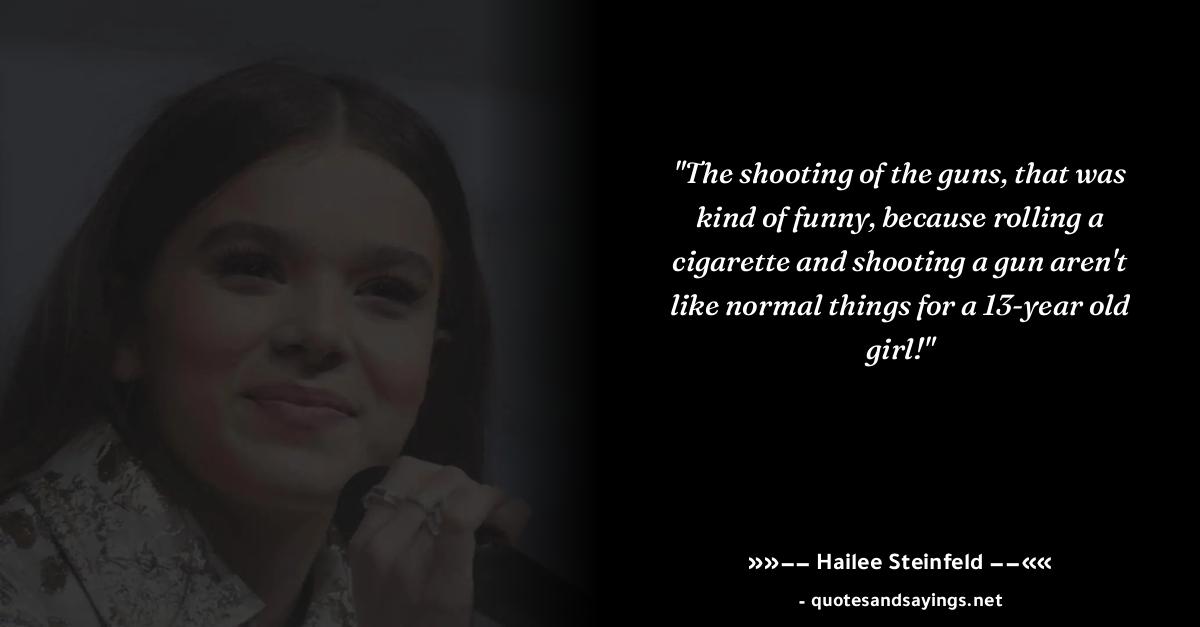 "The shooting of the guns, that was
kind of funny, because rolling a
cigarette and shooting a gun aren't
like normal things for a 13-year old
girl!"
»»−− Hailee Steinfeld −−««
- quotesandsayings.net